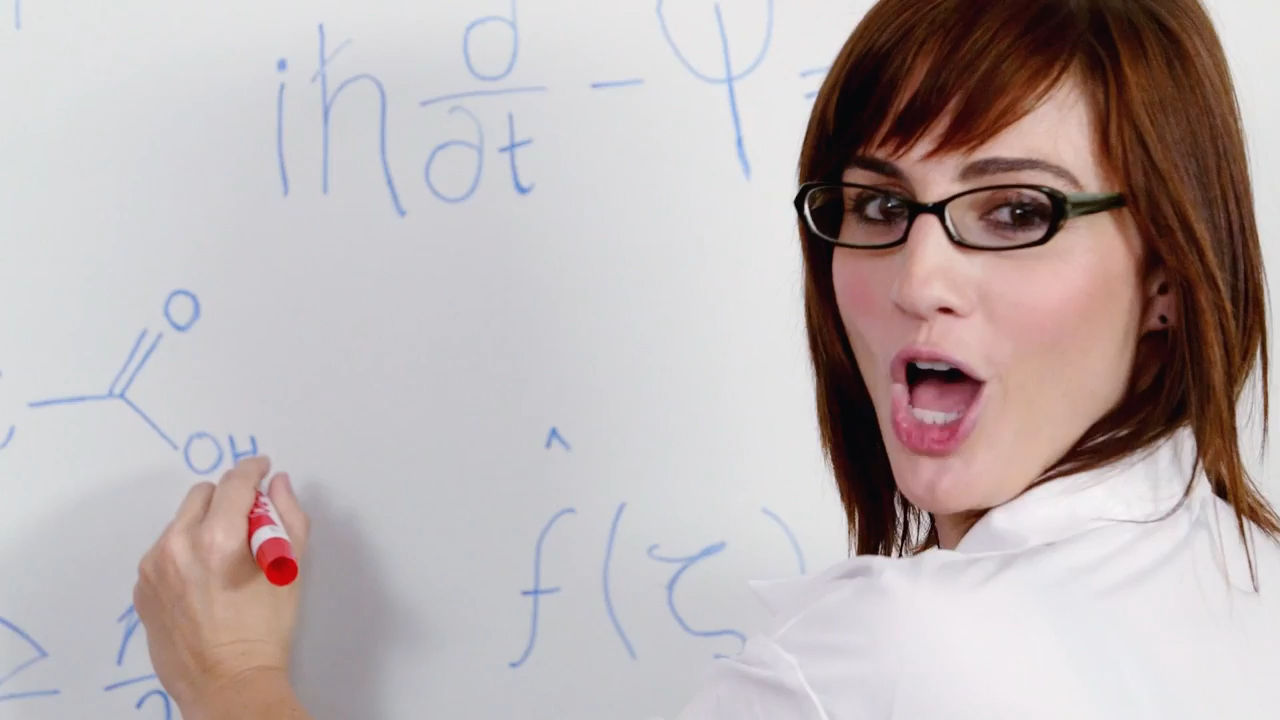 iħ ∂/∂t - Ψ =
O
OH
^
f(ζ)
Σ